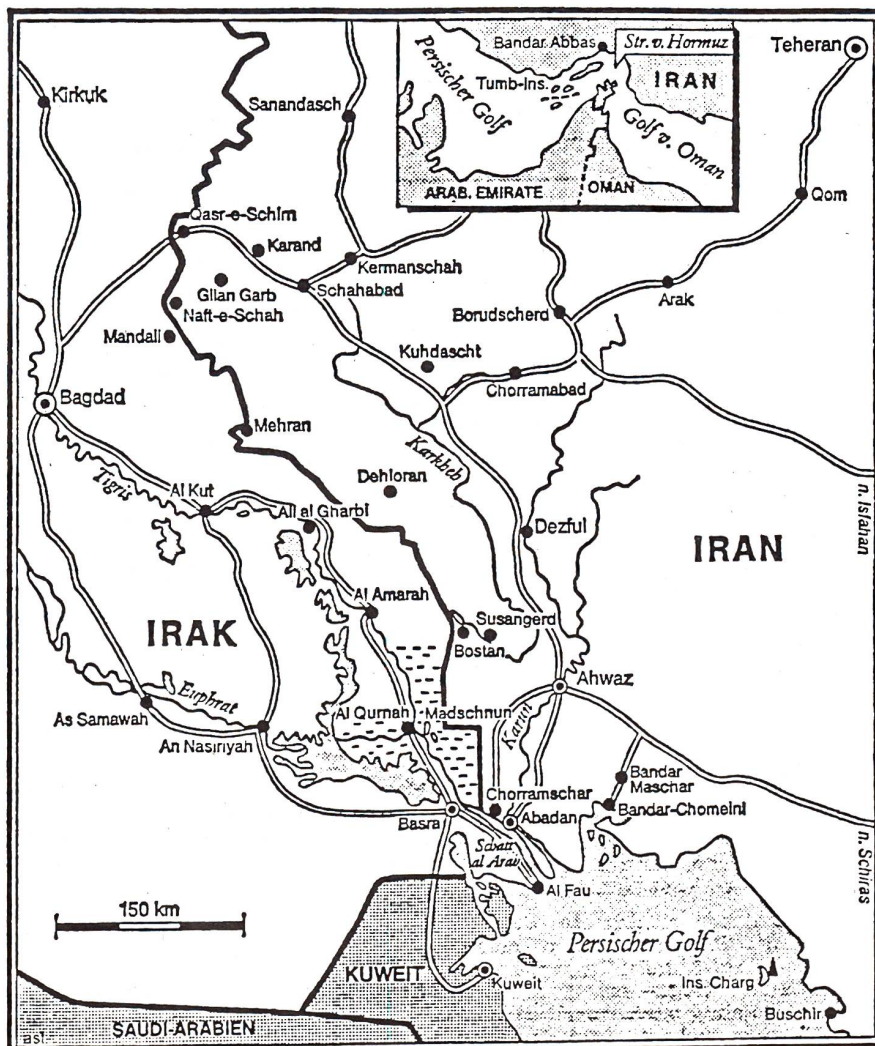 Bandar Abbas
Str. v. Hormuz
Persischer
Golf
Tumb-Ins.
IRAN
Golf v. Oman
ARAB. EMIRATE
OMAN
Teheran
Kirkuk
Sanandasch
Qom
Qasr-e-Schirn
Karand
Kermanschah
Gilan Garb
Schahabad
Arak
Naft-e-Schah
Borudscherd
Mandali
Kuhdascht
Chorramabad
Bagdad
Mehran
Karkheh
Tigris
Dehloran
Al Kut
Ali al Gharbi
n. Isfahan
Dezful
IRAN
Al Amarah
IRAK
Susangerd
Bostan
Euphrat
Ahwaz
As Samawah
Al Qurnah
Madschnun
Karun
An Nasiriyah
Bandar
Maschar
Chorramschar
Bandar-Chomeini
Basra
Abadan
Schatt
al Arab
n. Schiras
Al Fau
150 km
Persischer Golf
KUWEIT
Kuweit
Ins. Charg
Buschir
SAUDI-ARABIEN